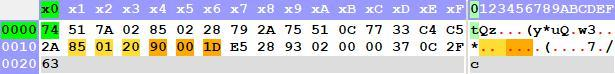 x0 x1 x2 x3 x4 x5 x6 x7 x8 x9 xA xB xC xD xE xF 0123456789ABCDEF
0000 74 51 7A 02 85 02 28 79 2A 75 51 0C 77 33 C4 C5 tQz...(y*uQ.w3..
0010 2A 85 01 20 90 00 1D E5 28 93 02 00 00 37 0C 2F *.. ....(....7./
0020 63 c